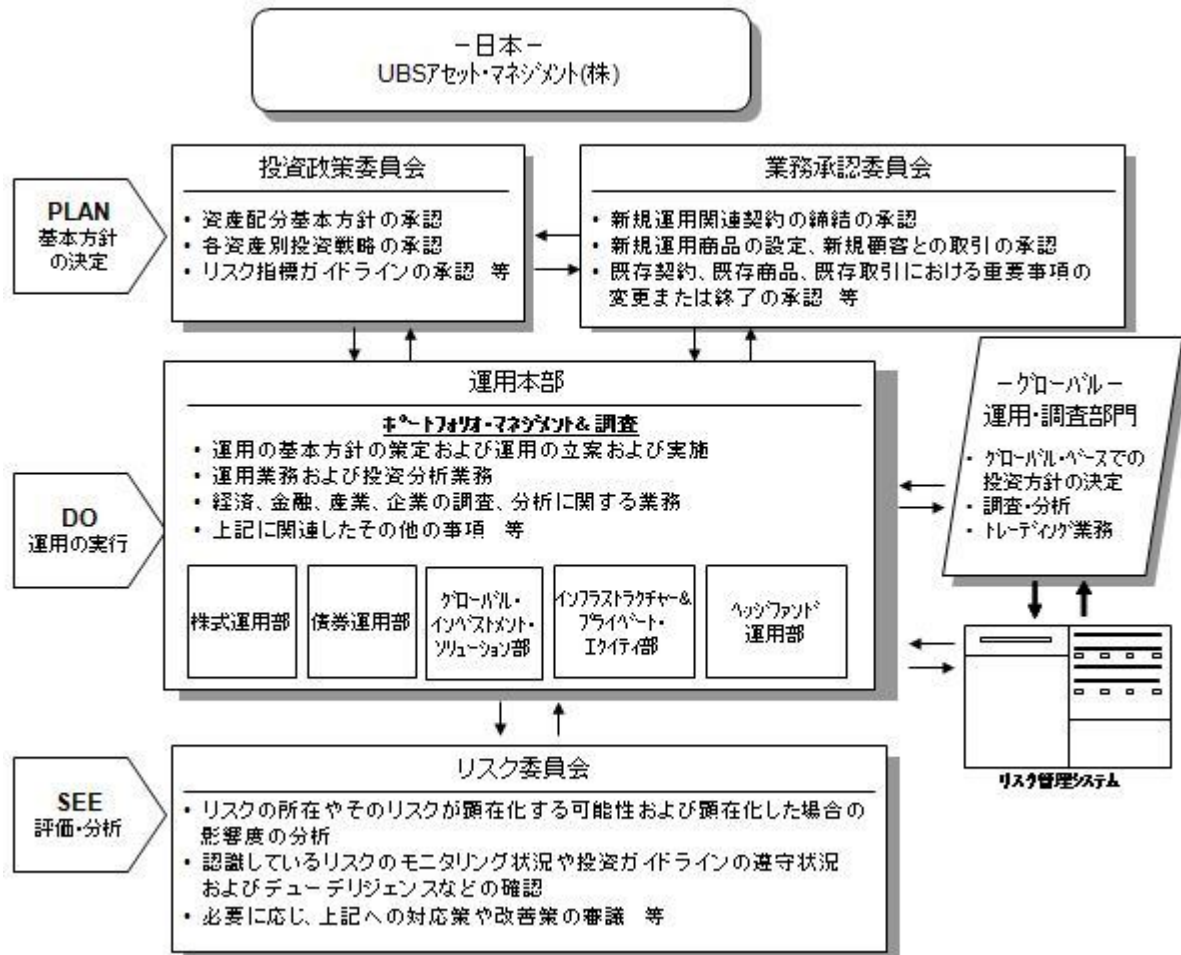 －日本－
UBSｱｾｯﾄ・ﾏﾈｼﾞﾒﾝﾄ(株)
PLAN
基本方針
の決定
投資政策委員会
・ 資産配分基本方針の承認
・ 各資産別投資戦略の承認
・ リスク指標ガイドラインの承認　等
業務承認委員会
・ 新規運用関連契約の締結の承認
・ 新規運用商品の設定、新規顧客との取引の承認
・ 既存契約、既存商品、既存取引における重要事項の
変更または終了の承認　等
DO
運用の実行
運用本部
ﾎﾟｰﾄﾌｫﾘｵ・ﾏﾈｼﾞﾒﾝﾄ& 調査
・ 運用の基本方針の策定および運用の立案および実施
・ 運用業務および投資分析業務
・ 経済、金融、産業、企業の調査、分析に関する業務
・ 上記に関連したその他の事項　等
株式運用部
債券運用部
ｸﾞﾛｰﾊﾞﾙ・
ｲﾝﾍﾞｽﾄﾒﾝﾄ・
ｿﾘｭｰｼｮﾝ部
ｲﾝﾌﾗｽﾄﾗｸﾁｬｰ&
ﾌﾟﾗｲﾍﾞｰﾄ・
ｴｸｲﾃｨ部
ﾍｯｼﾞﾌｧﾝﾄﾞ
運用部
－ｸﾞﾛｰﾊﾞﾙ－
運用・調査部門
・ ｸﾞﾛｰﾊﾞﾙ・ﾍﾞｰｽでの
投資方針の決定
・ 調査・分析
・ ﾄﾚｰﾃﾞｨﾝｸﾞ業務
リスク管理システム
SEE
評価・分析
リスク委員会
・ リスクの所在やそのリスクが顕在化する可能性および顕在化した場合の
影響度の分析
・ 認識しているリスクのモニタリング状況や投資ガイドラインの遵守状況
およびデューデリジェンスなどの確認
・ 必要に応じ、上記への対応策や改善策の審議　等